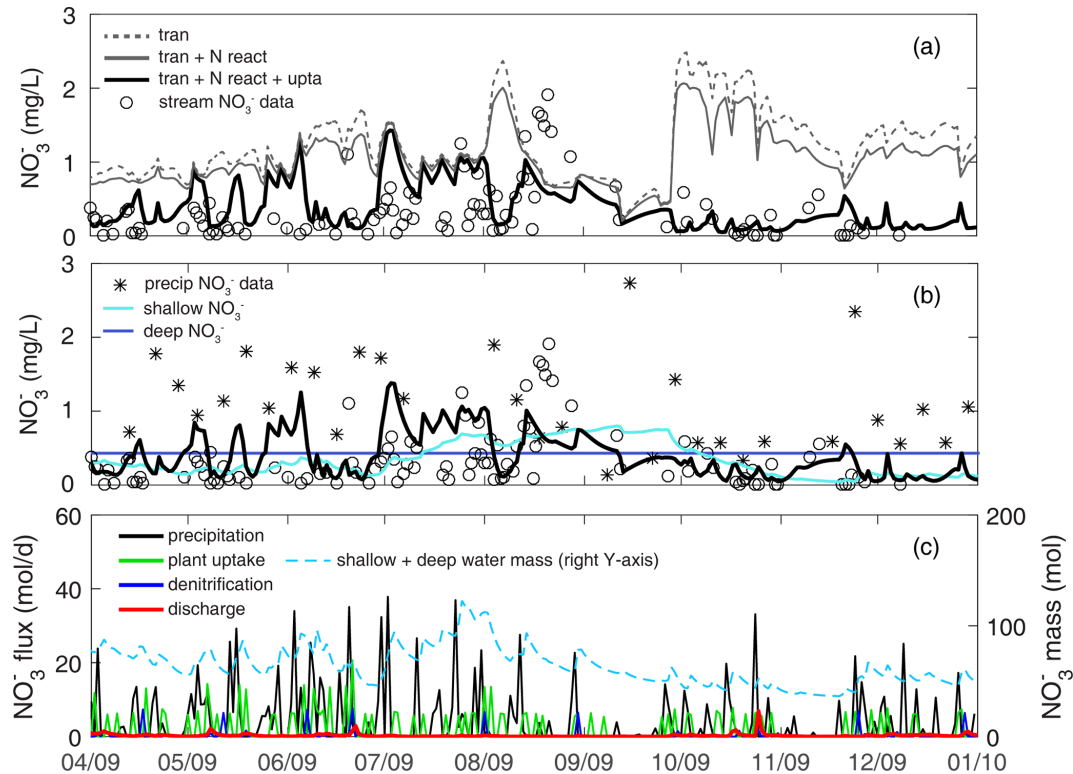 3
2
1
0
NO₃⁻ (mg/L)
tran
tran + N react
tran + N react + upta
stream NO₃⁻ data
(a)
3
2
1
0
NO₃⁻ (mg/L)
precip NO₃⁻ data
shallow NO₃⁻
deep NO₃⁻
(b)
60
40
20
0
NO₃⁻ flux (mol/d)
precipitation
plant uptake
denitrification
discharge
shallow + deep water mass (right Y-axis)
(c)
200
100
0
NO₃⁻ mass (mol)
04/09 05/09 06/09 07/09 08/09 09/09 10/09 11/09 12/09 01/10